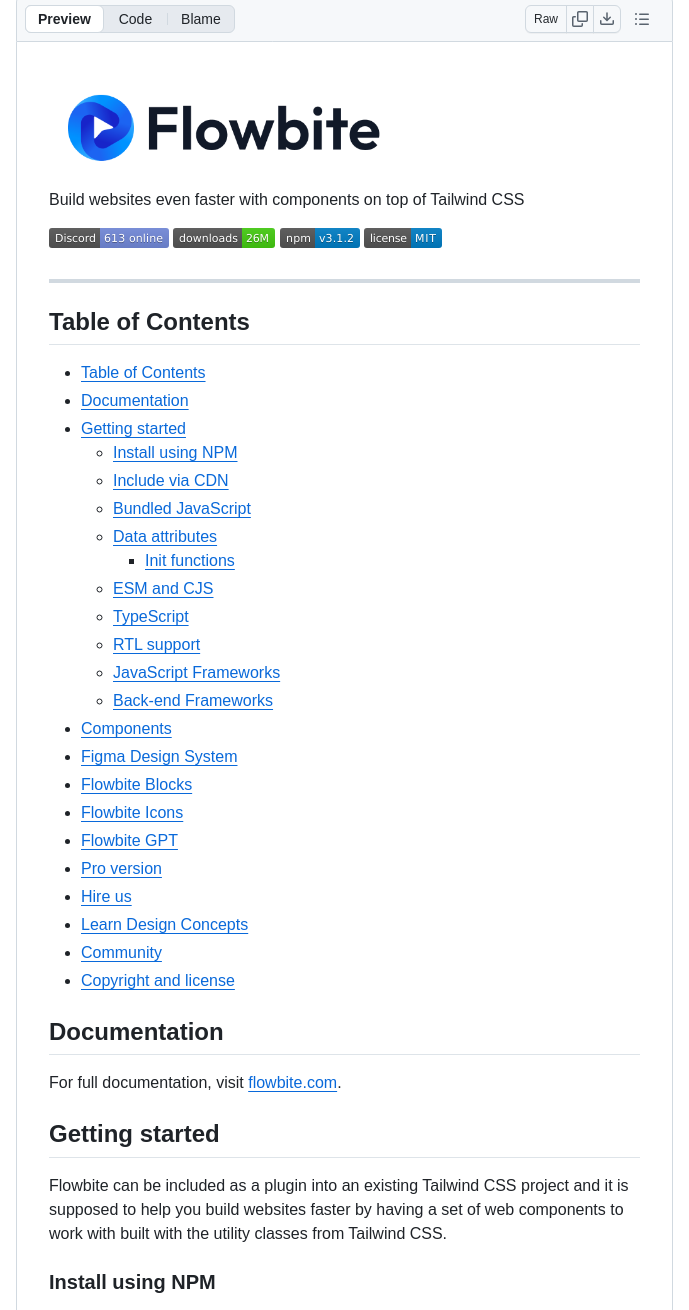 Preview Code Blame Raw
Flowbite
Build websites even faster with components on top of Tailwind CSS
Discord 613 online downloads 26M npm v3.1.2 license MIT
Table of Contents
Table of Contents
Documentation
Getting started
Install using NPM
Include via CDN
Bundled JavaScript
Data attributes
Init functions
ESM and CJS
TypeScript
RTL support
JavaScript Frameworks
Back-end Frameworks
Components
Figma Design System
Flowbite Blocks
Flowbite Icons
Flowbite GPT
Pro version
Hire us
Learn Design Concepts
Community
Copyright and license
Documentation
For full documentation, visit flowbite.com.
Getting started
Flowbite can be included as a plugin into an existing Tailwind CSS project and it is
supposed to help you build websites faster by having a set of web components to
work with built with the utility classes from Tailwind CSS.
Install using NPM